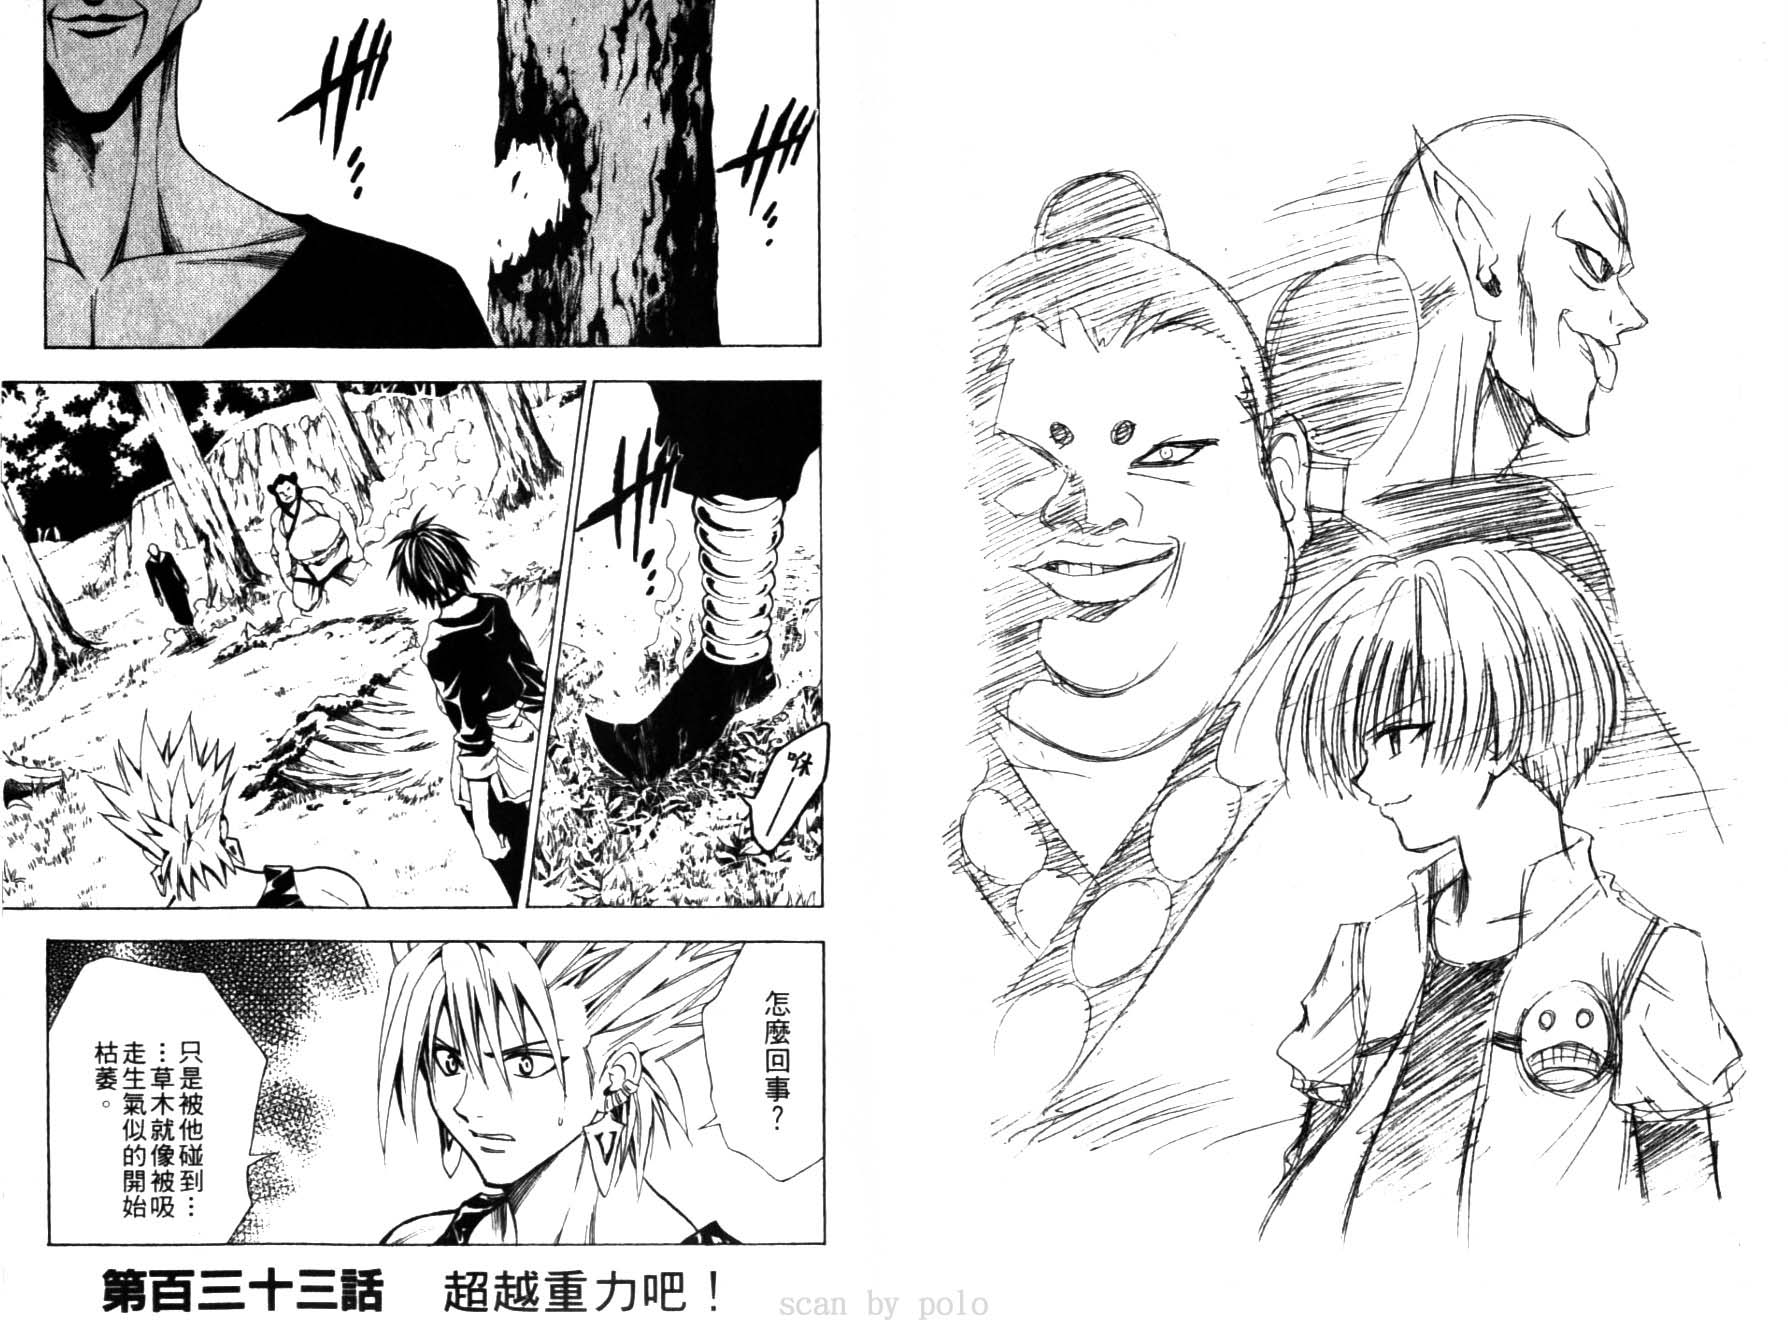 咻
怎麼回事？
只是被他碰到…
…草木就像被吸
走生氣似的開始
枯萎。
第百三十三話 超越重力吧！
scan by polo